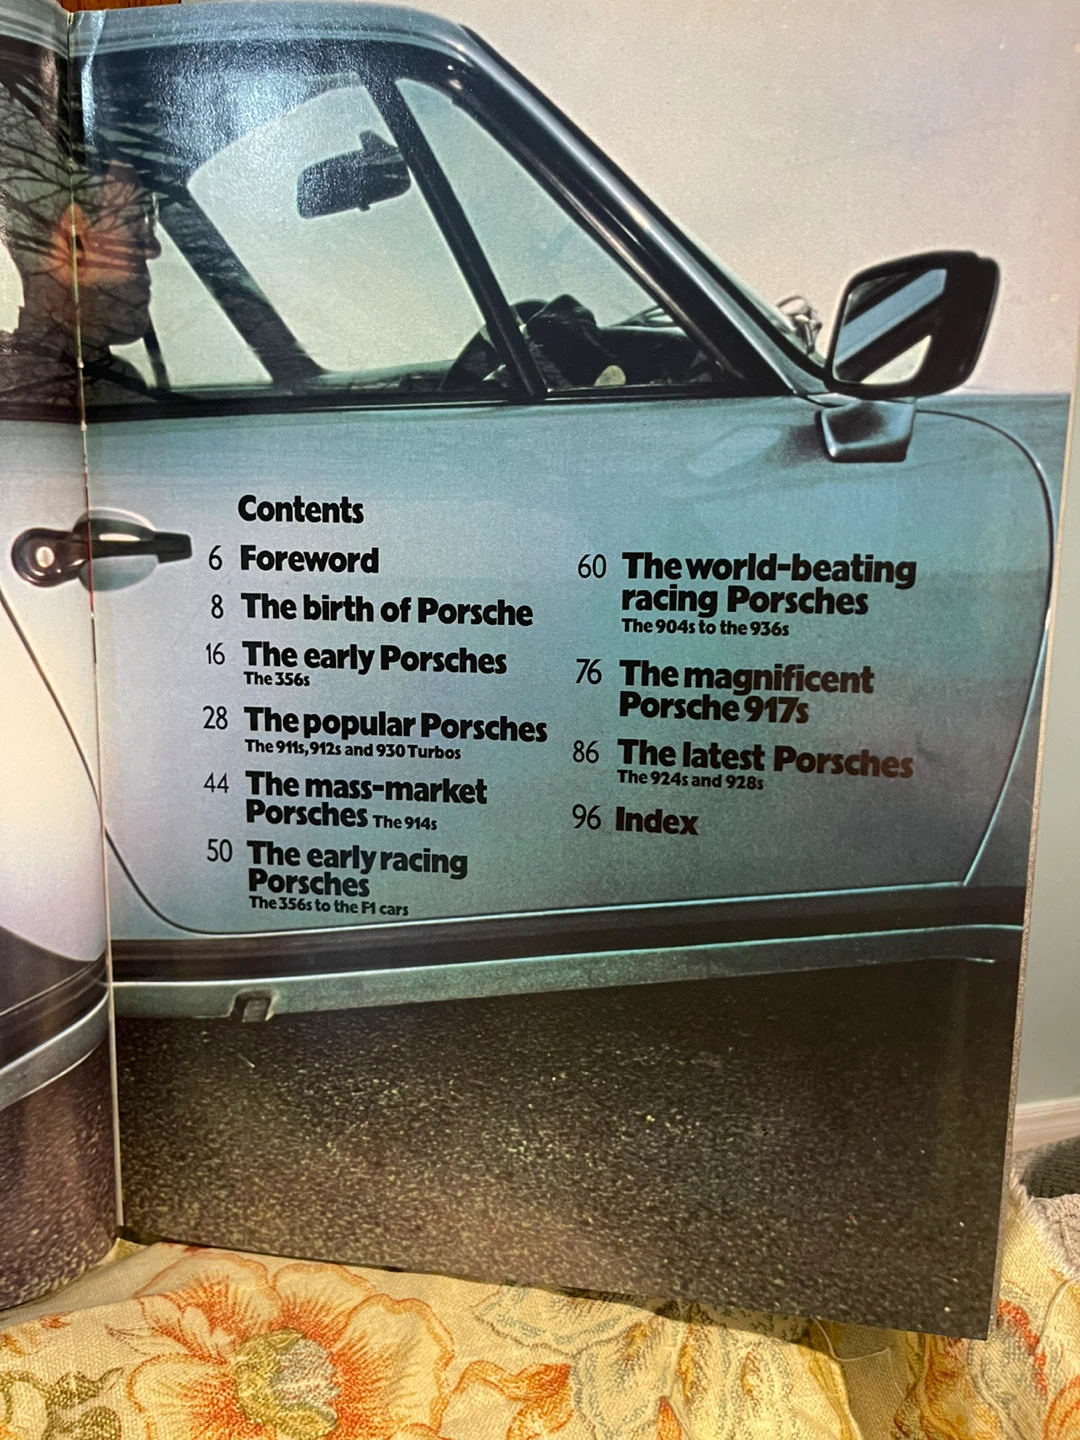 Contents
6 Foreword
8 The birth of Porsche
16 The early Porsches
The 356s
28 The popular Porsches
The 911s, 912s and 930 Turbos
44 The mass-market
Porsches The 914s
50 The early racing
Porsches
The 356s to the F1 cars
60 The world-beating
racing Porsches
The 904s to the 936s
76 The magnificent
Porsche 917s
86 The latest Porsches
The 924s and 928s
96 Index